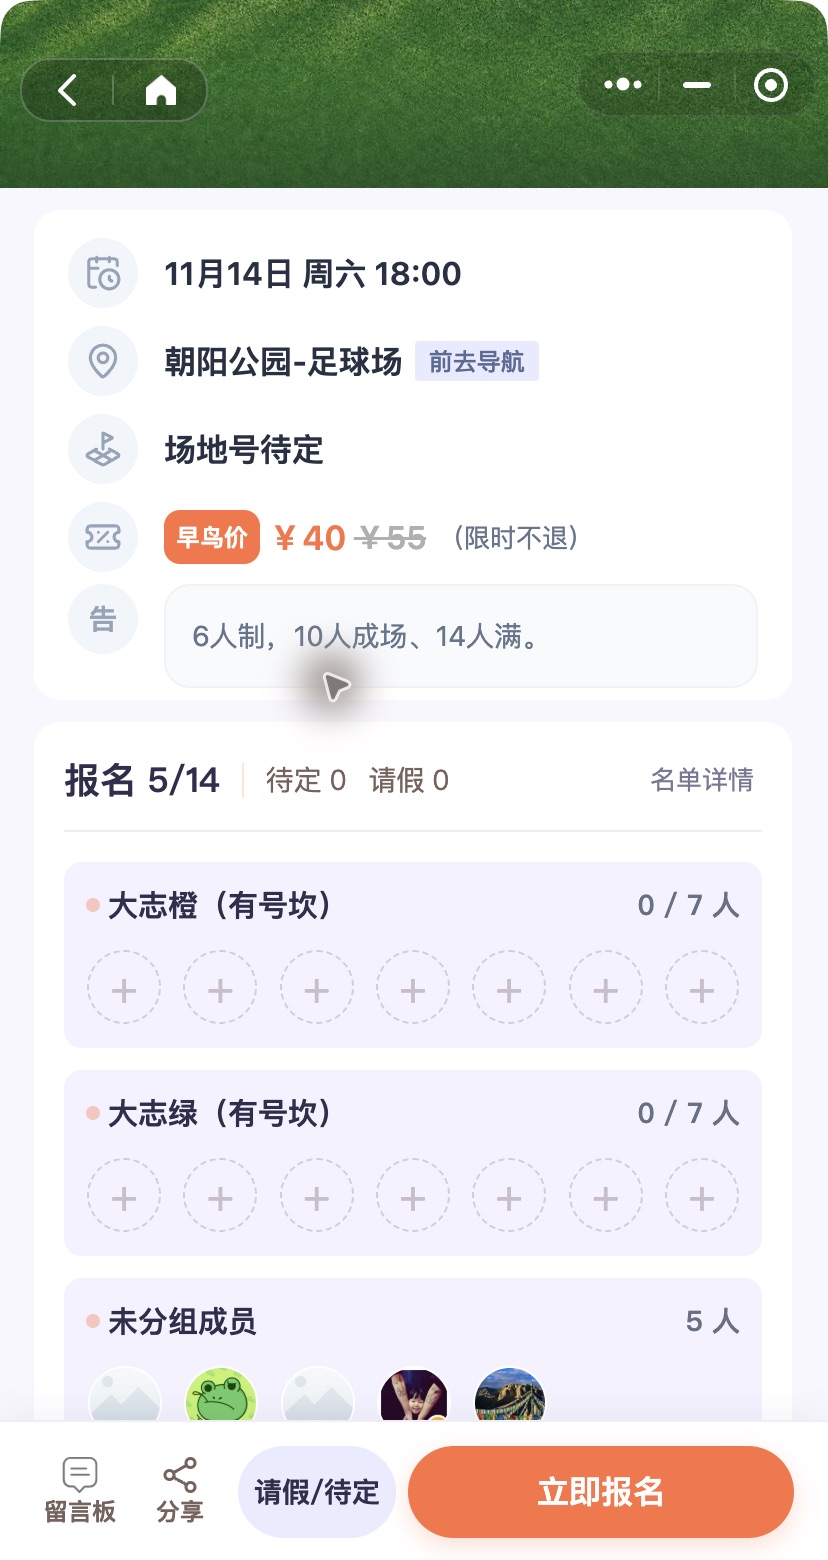 11月14日 周六 18:00
朝阳公园-足球场 前去导航
场地号待定
早鸟价 ¥ 40 ¥ 55 （限时不退）
告 6人制，10人成场、14人满。
报名 5/14 待定 0 请假 0 名单详情
大志橙（有号坎） 0 / 7 人
大志绿（有号坎） 0 / 7 人
未分组成员 5 人
留言板 分享 请假/待定 立即报名